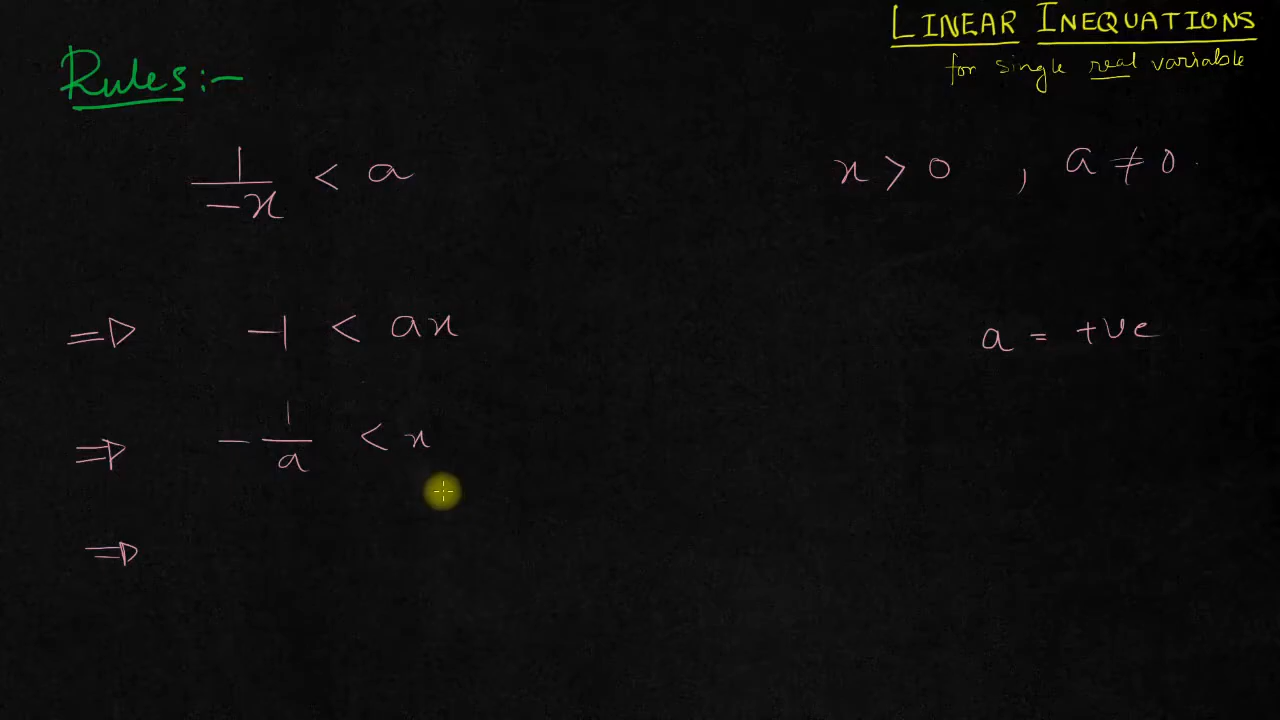 LINEAR INEQUATIONS
for single real variable
Rules:-
1/-x < a
x > 0 , a ≠ 0
⇒ -1 < ax
a = +ve
⇒ - 1/a < x
⇒